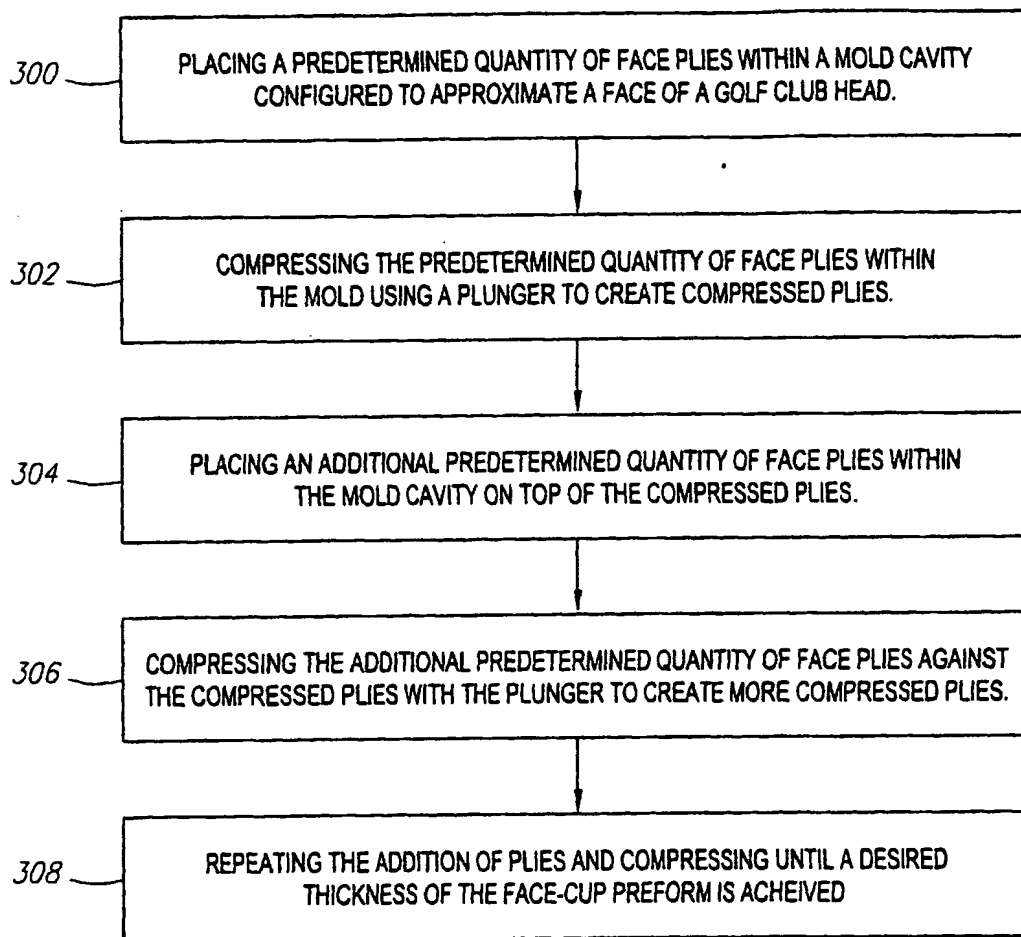 300
PLACING A PREDETERMINED QUANTITY OF FACE PLIES WITHIN A MOLD CAVITY
CONFIGURED TO APPROXIMATE A FACE OF A GOLF CLUB HEAD.
302
COMPRESSING THE PREDETERMINED QUANTITY OF FACE PLIES WITHIN
THE MOLD USING A PLUNGER TO CREATE COMPRESSED PLIES.
304
PLACING AN ADDITIONAL PREDETERMINED QUANTITY OF FACE PLIES WITHIN
THE MOLD CAVITY ON TOP OF THE COMPRESSED PLIES.
306
COMPRESSING THE ADDITIONAL PREDETERMINED QUANTITY OF FACE PLIES AGAINST
THE COMPRESSED PLIES WITH THE PLUNGER TO CREATE MORE COMPRESSED PLIES.
308
REPEATING THE ADDITION OF PLIES AND COMPRESSING UNTIL A DESIRED
THICKNESS OF THE FACE-CUP PREFORM IS ACHEIVED